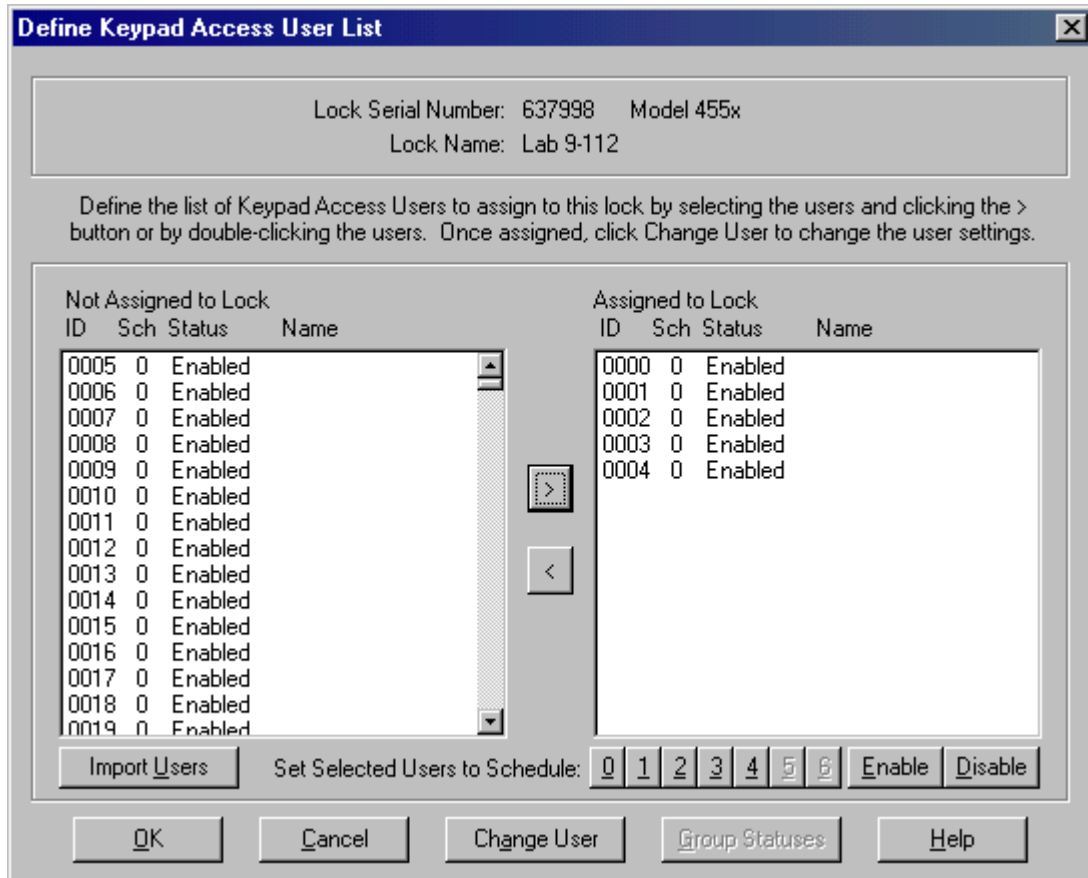 Define Keypad Access User List
Lock Serial Number: 637998 Model 455x
Lock Name: Lab 9-112
Define the list of Keypad Access Users to assign to this lock by selecting the users and clicking the >
button or by double-clicking the users. Once assigned, click Change User to change the user settings.
Not Assigned to Lock
ID Sch Status Name
0005 0 Enabled
0006 0 Enabled
0007 0 Enabled
0008 0 Enabled
0009 0 Enabled
0010 0 Enabled
0011 0 Enabled
0012 0 Enabled
0013 0 Enabled
0014 0 Enabled
0015 0 Enabled
0016 0 Enabled
0017 0 Enabled
0018 0 Enabled
0019 0 Enabled
>
<
Assigned to Lock
ID Sch Status Name
0000 0 Enabled
0001 0 Enabled
0002 0 Enabled
0003 0 Enabled
0004 0 Enabled
Import Users Set Selected Users to Schedule: 0 1 2 3 4 5 6 Enable Disable
OK Cancel Change User Group Statuses Help